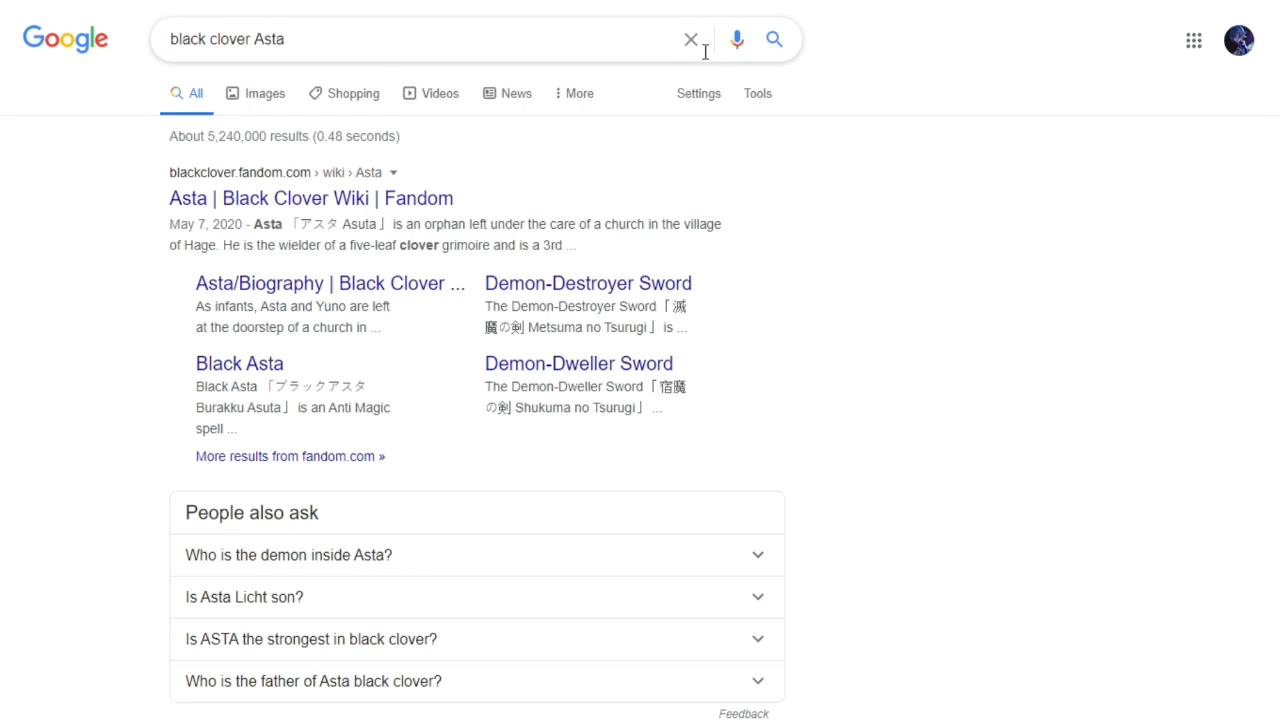 Google
black clover Asta
All
Images
Shopping
Videos
News
More
Settings
Tools
About 5,240,000 results (0.48 seconds)
blackclover.fandom.com › wiki › Asta
Asta | Black Clover Wiki | Fandom
May 7, 2020 - Asta 「アスタ Asuta」 is an orphan left under the care of a church in the village
of Hage. He is the wielder of a five-leaf clover grimoire and is a 3rd ...
Asta/Biography | Black Clover ...
As infants, Asta and Yuno are left
at the doorstep of a church in ...
Demon-Destroyer Sword
The Demon-Destroyer Sword「滅
魔の剣 Metsuma no Tsurugi」 is ...
Black Asta
Black Asta 「ブラックアスタ
Burakku Asuta」 is an Anti Magic
spell ...
Demon-Dweller Sword
The Demon-Dweller Sword「宿魔
の剣 Shukuma no Tsurugi」 ...
More results from fandom.com »
People also ask
Who is the demon inside Asta?
Is Asta Licht son?
Is ASTA the strongest in black clover?
Who is the father of Asta black clover?
Feedback